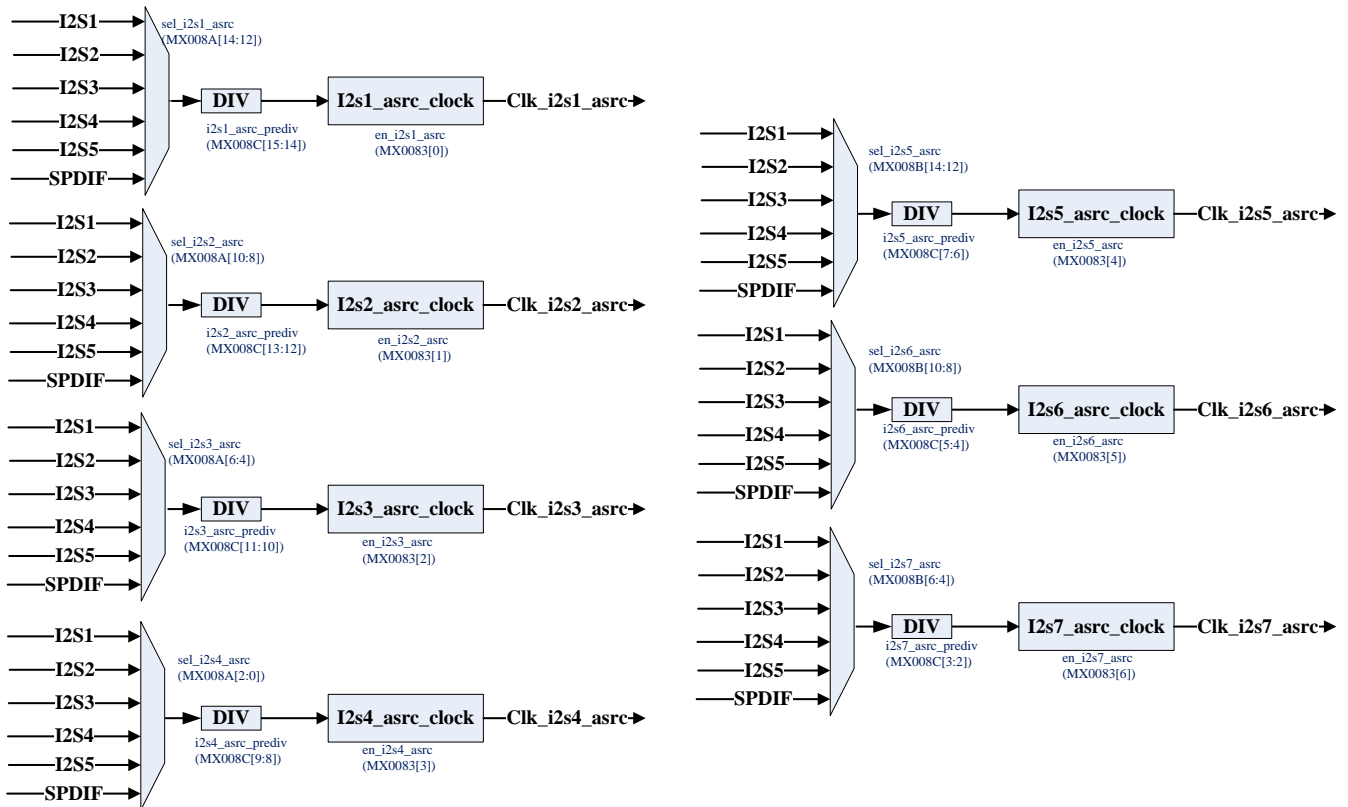 I2S1
I2S2
I2S3
I2S4
I2S5
SPDIF
sel_i2s1_asrc
(MX008A[14:12])
DIV
i2s1_asrc_prediv
(MX008C[15:14])
I2s1_asrc_clock
en_i2s1_asrc
(MX0083[0])
Clk_i2s1_asrc
I2S1
I2S2
I2S3
I2S4
I2S5
SPDIF
sel_i2s2_asrc
(MX008A[10:8])
DIV
i2s2_asrc_prediv
(MX008C[13:12])
I2s2_asrc_clock
en_i2s2_asrc
(MX0083[1])
Clk_i2s2_asrc
I2S1
I2S2
I2S3
I2S4
I2S5
SPDIF
sel_i2s3_asrc
(MX008A[6:4])
DIV
i2s3_asrc_prediv
(MX008C[11:10])
I2s3_asrc_clock
en_i2s3_asrc
(MX0083[2])
Clk_i2s3_asrc
I2S1
I2S2
I2S3
I2S4
I2S5
SPDIF
sel_i2s4_asrc
(MX008A[2:0])
DIV
i2s4_asrc_prediv
(MX008C[9:8])
I2s4_asrc_clock
en_i2s4_asrc
(MX0083[3])
Clk_i2s4_asrc
I2S1
I2S2
I2S3
I2S4
I2S5
SPDIF
sel_i2s5_asrc
(MX008B[14:12])
DIV
i2s5_asrc_prediv
(MX008C[7:6])
I2s5_asrc_clock
en_i2s5_asrc
(MX0083[4])
Clk_i2s5_asrc
I2S1
I2S2
I2S3
I2S4
I2S5
SPDIF
sel_i2s6_asrc
(MX008B[10:8])
DIV
i2s6_asrc_prediv
(MX008C[5:4])
I2s6_asrc_clock
en_i2s6_asrc
(MX0083[5])
Clk_i2s6_asrc
I2S1
I2S2
I2S3
I2S4
I2S5
SPDIF
sel_i2s7_asrc
(MX008B[6:4])
DIV
i2s7_asrc_prediv
(MX008C[3:2])
I2s7_asrc_clock
en_i2s7_asrc
(MX0083[6])
Clk_i2s7_asrc